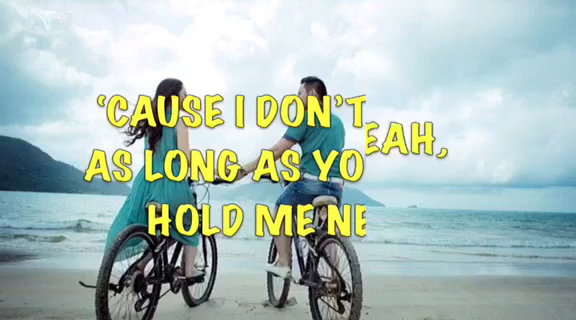 ‘CAUSE I DON’T
EAH,
AS LONG AS YO
HOLD ME NE